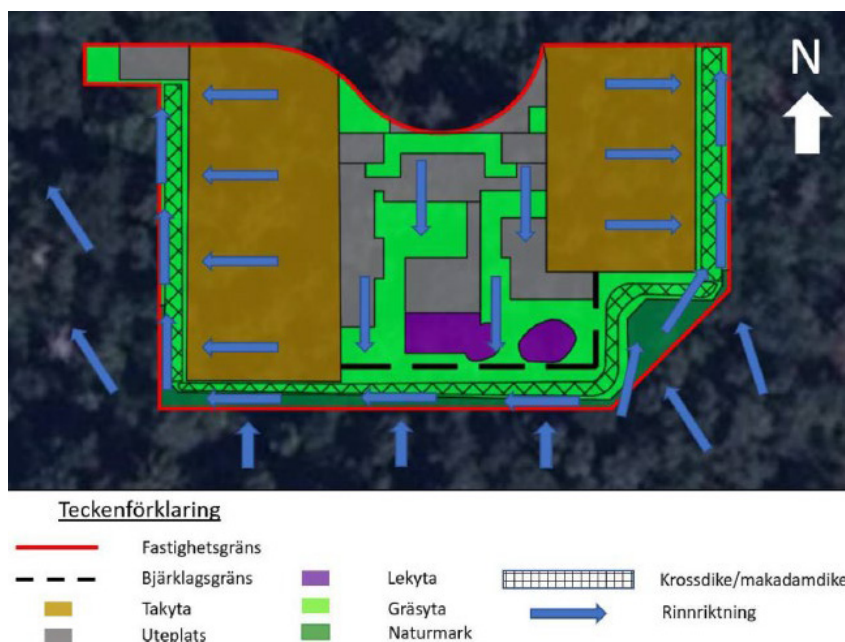 N
Teckenförklaring
Fastighetsgräns
Bjärklagsgräns Lekyta Krossdike/makadamdike
Takyta Gräsyta Rinnriktning
Uteplats Naturmark